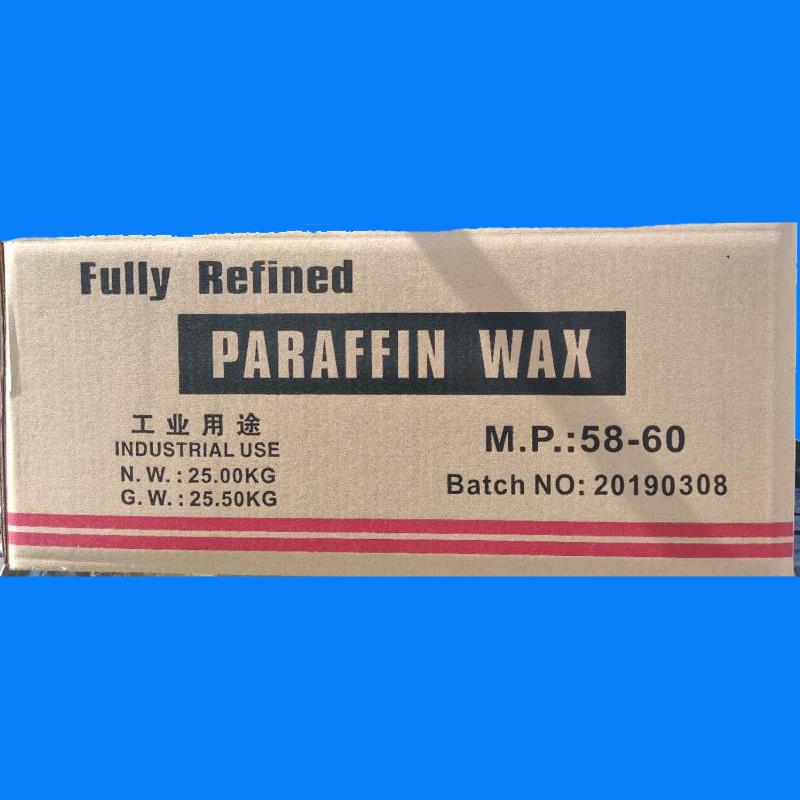 Fully Refined
PARAFFIN WAX
工业用途
INDUSTRIAL USE
N.W.:25.00KG
G.W.:25.50KG
M.P.:58-60
Batch NO: 20190308